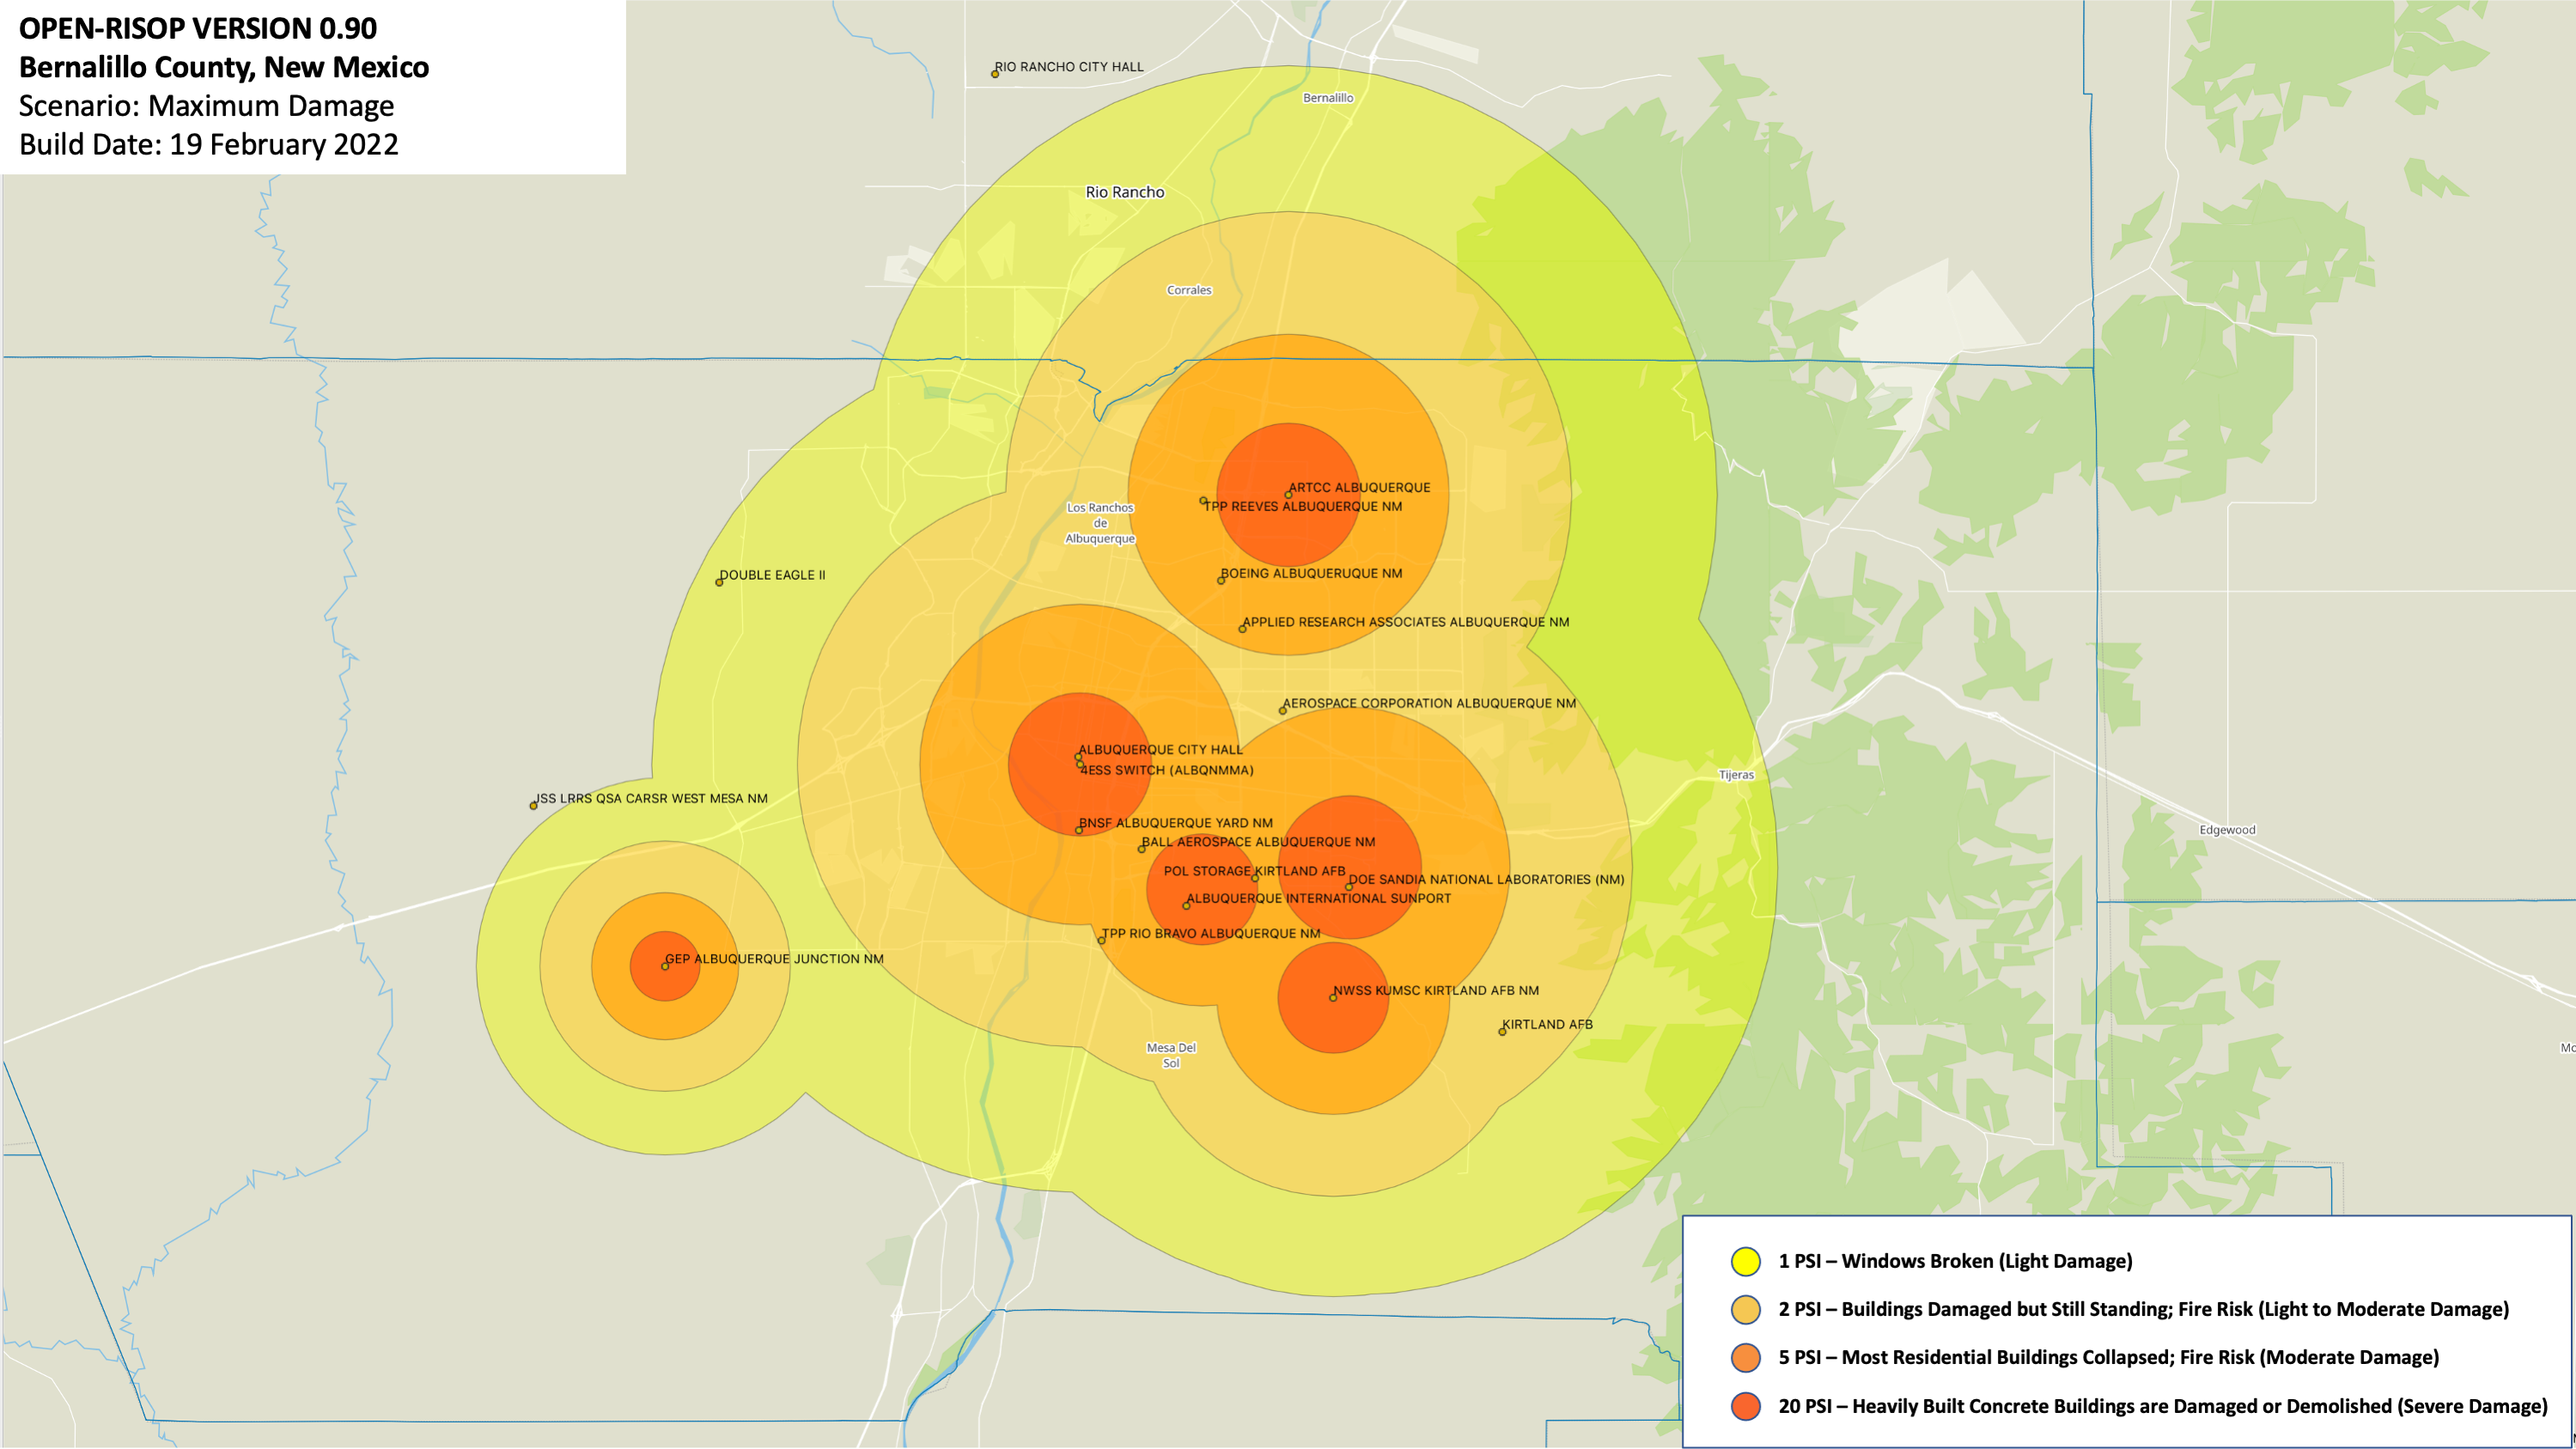 OPEN-RISOP VERSION 0.90
Bernalillo County, New Mexico
Scenario: Maximum Damage
Build Date: 19 February 2022
RIO RANCHO CITY HALL
Bernalillo
Rio Rancho
Corrales
ARTCC ALBUQUERQUE
TPP REEVES ALBUQUERQUE NM
Los Ranchos
de
Albuquerque
DOUBLE EAGLE II
BOEING ALBUQUERUQUE NM
APPLIED RESEARCH ASSOCIATES ALBUQUERQUE NM
AEROSPACE CORPORATION ALBUQUERQUE NM
ALBUQUERQUE CITY HALL
4ESS SWITCH (ALBQNMMA)
Tijeras
JSS LRRS QSA CARSR WEST MESA NM
BNSF ALBUQUERQUE YARD NM
Edgewood
BALL AEROSPACE ALBUQUERQUE NM
POL STORAGE KIRTLAND AFB
DOE SANDIA NATIONAL LABORATORIES (NM)
ALBUQUERQUE INTERNATIONAL SUNPORT
TPP RIO BRAVO ALBUQUERQUE NM
GEP ALBUQUERQUE JUNCTION NM
NWSS KUMSC KIRTLAND AFB NM
KIRTLAND AFB
Mesa Del
Sol
1 PSI – Windows Broken (Light Damage)
2 PSI – Buildings Damaged but Still Standing; Fire Risk (Light to Moderate Damage)
5 PSI – Most Residential Buildings Collapsed; Fire Risk (Moderate Damage)
20 PSI – Heavily Built Concrete Buildings are Damaged or Demolished (Severe Damage)